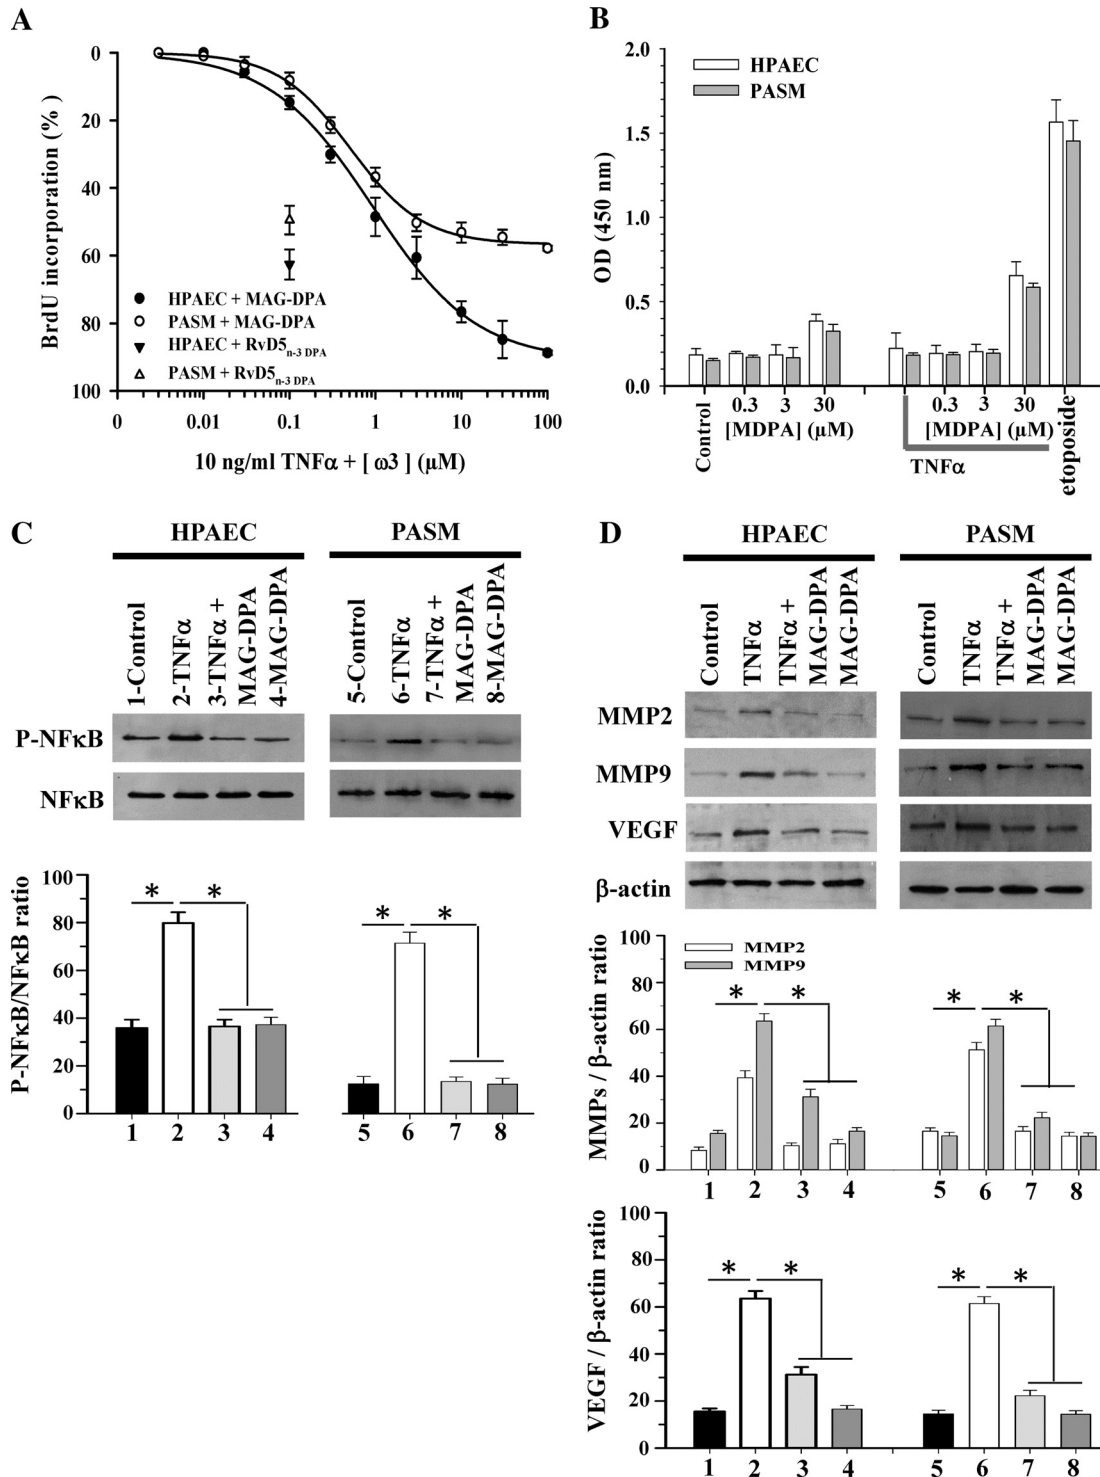 A
BrdU incorporation (%)
0
20
40
60
80
100
HPAEC + MAG-DPA
PASM + MAG-DPA
HPAEC + RvD5n-3 DPA
PASM + RvD5n-3 DPA
0 0.01 0.1 1 10 100
10 ng/ml TNFα + [ ω3 ] (µM)
B
OD (450 nm)
2.0
1.5
1.0
0.5
0.0
HPAEC
PASM
Control
0.3 3 30
[MDPA] (µM)
0.3 3 30
[MDPA] (µM)
TNFα
etoposide
C
HPAEC PASM
1-Control
2-TNFα
3-TNFα +
MAG-DPA
4-MAG-DPA
5-Control
6-TNFα
7-TNFα +
MAG-DPA
8-MAG-DPA
P-NFκB
NFκB
P-NFκB/NFκB ratio
100
80
60
40
20
0
* *
* *
1 2 3 4 5 6 7 8
D
HPAEC PASM
Control
TNFα
TNFα +
MAG-DPA
MAG-DPA
Control
TNFα
TNFα +
MAG-DPA
MAG-DPA
MMP2
MMP9
VEGF
β-actin
MMPs / β-actin ratio
100
80
60
40
20
0
MMP2
MMP9
* * * *
1 2 3 4 5 6 7 8
VEGF / β-actin ratio
100
80
60
40
20
0
* * * *
1 2 3 4 5 6 7 8